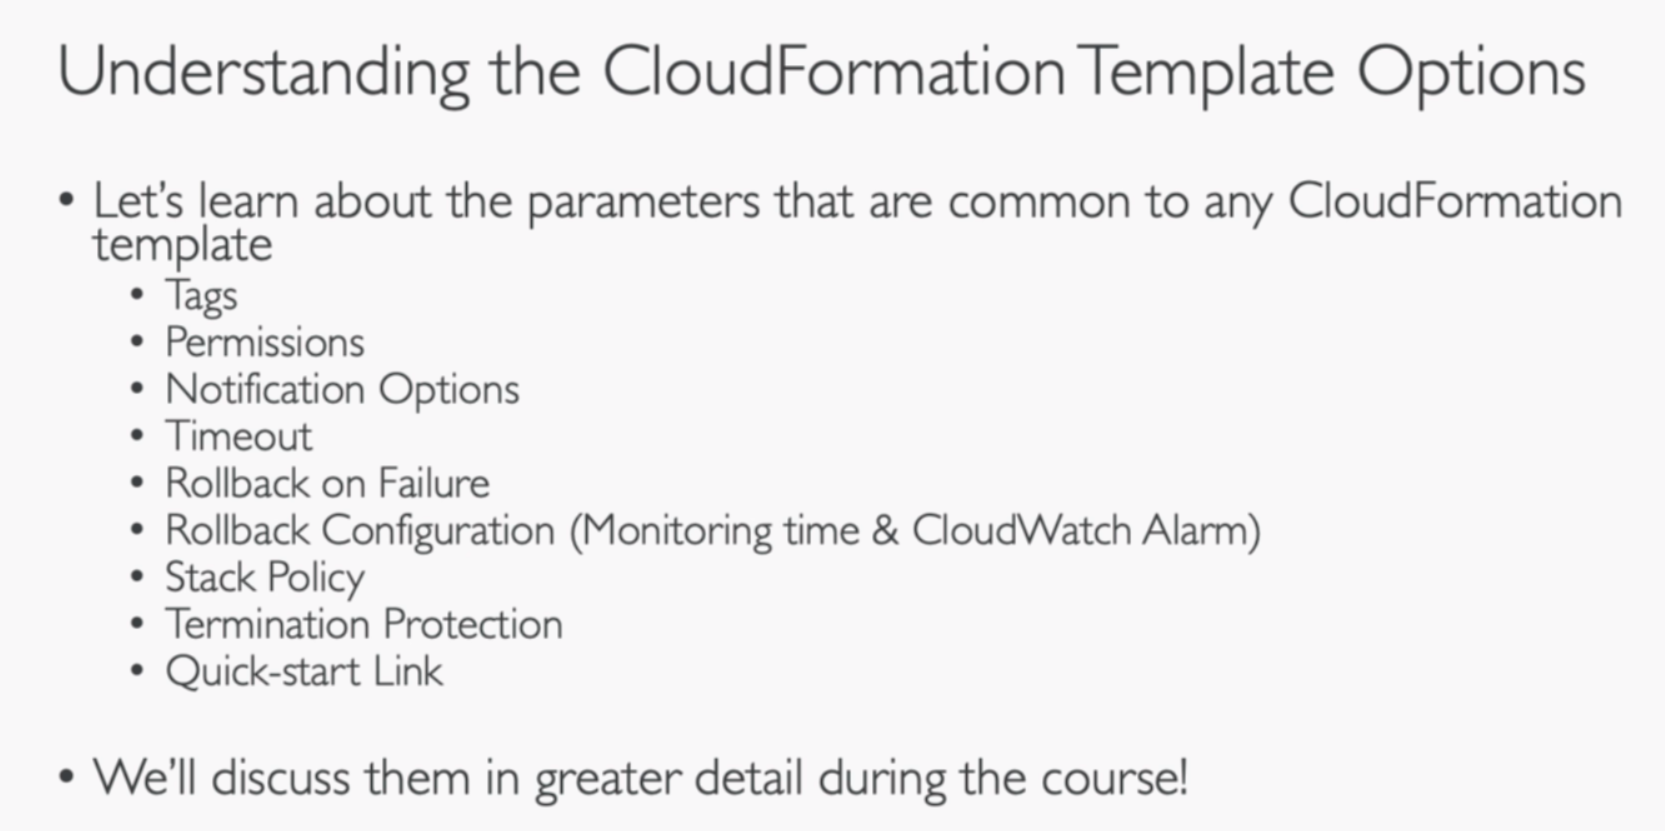 Understanding the CloudFormation Template Options
• Let's learn about the parameters that are common to any CloudFormation
template
• Tags
• Permissions
• Notification Options
• Timeout
• Rollback on Failure
• Rollback Configuration (Monitoring time & CloudWatch Alarm)
• Stack Policy
• Termination Protection
• Quick-start Link
• We'll discuss them in greater detail during the course!